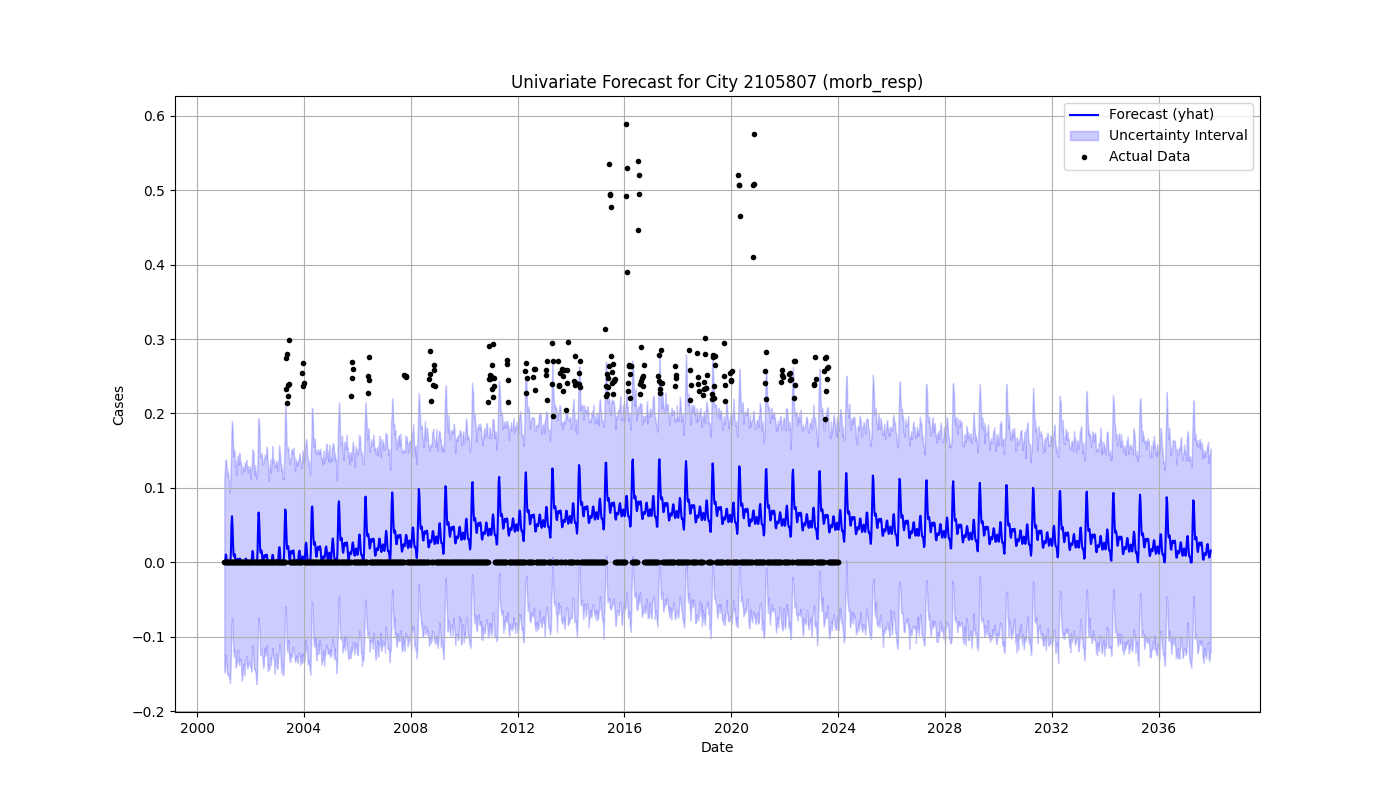 Univariate Forecast for City 2105807 (morb_resp)
Forecast (yhat)
Uncertainty Interval
Actual Data
Cases
0.6
0.5
0.4
0.3
0.2
0.1
0.0
−0.1
−0.2
2000 2004 2008 2012 2016 2020 2024 2028 2032 2036
Date